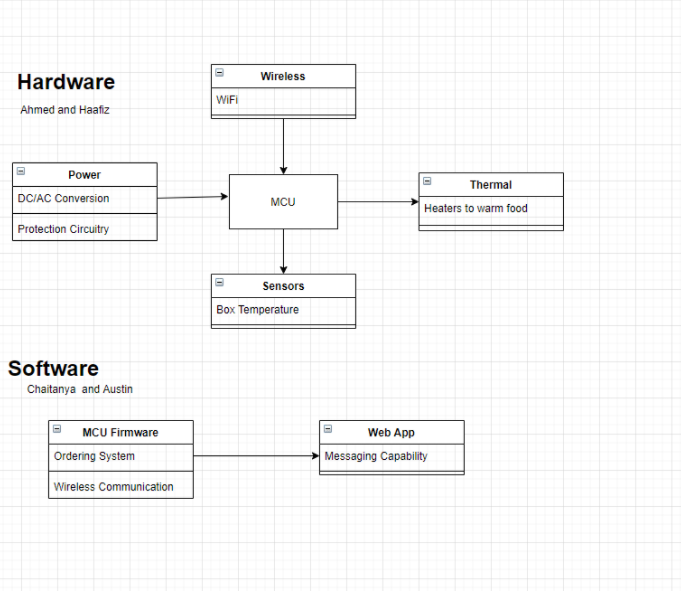 Hardware
Ahmed and Haafiz
Wireless
WiFi
Power
DC/AC Conversion
Protection Circuitry
MCU
Thermal
Heaters to warm food
Sensors
Box Temperature
Software
Chaitanya and Austin
MCU Firmware
Ordering System
Wireless Communication
Web App
Messaging Capability